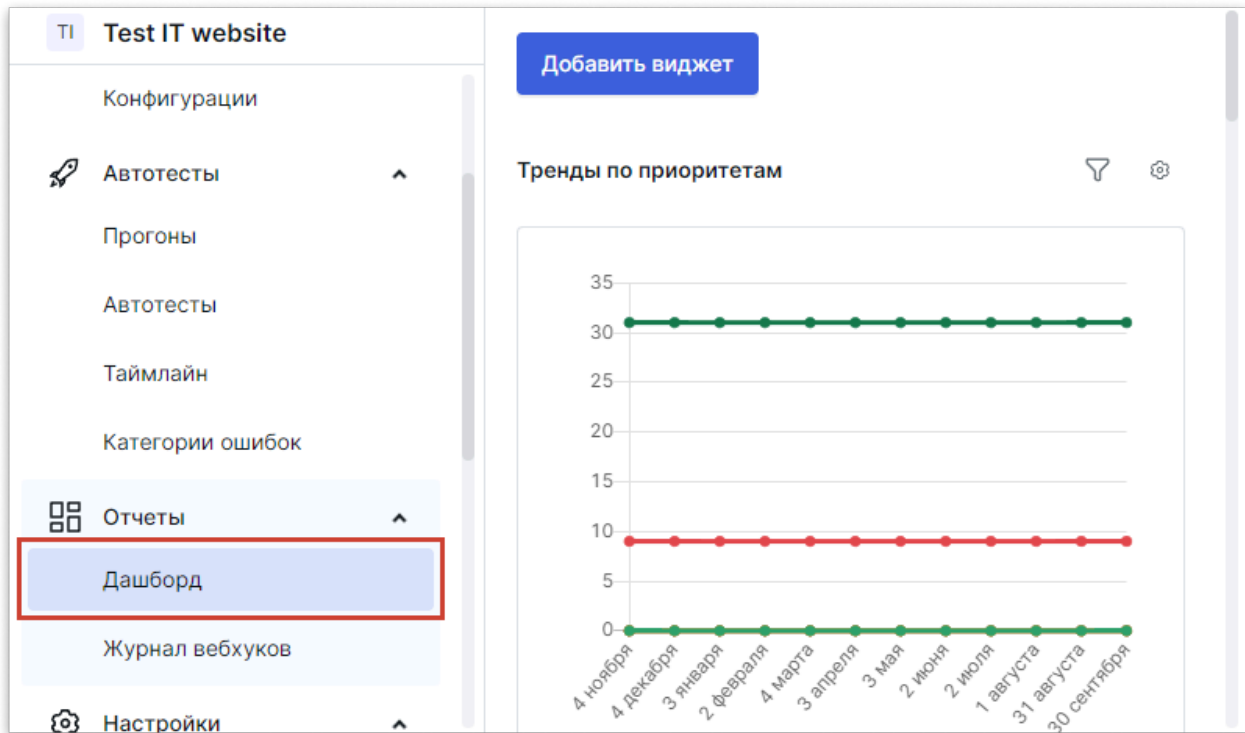 TI Test IT website
Конфигурации
Автотесты
Прогоны
Автотесты
Таймлайн
Категории ошибок
Отчеты
Дашборд
Журнал вебхуков
Настройки
Добавить виджет
Тренды по приоритетам
35
30
25
20
15
10
5
0
4 ноября
4 декабря
3 января
2 февраля
4 марта
3 апреля
3 мая
2 июня
2 июля
1 августа
31 августа
30 сентября